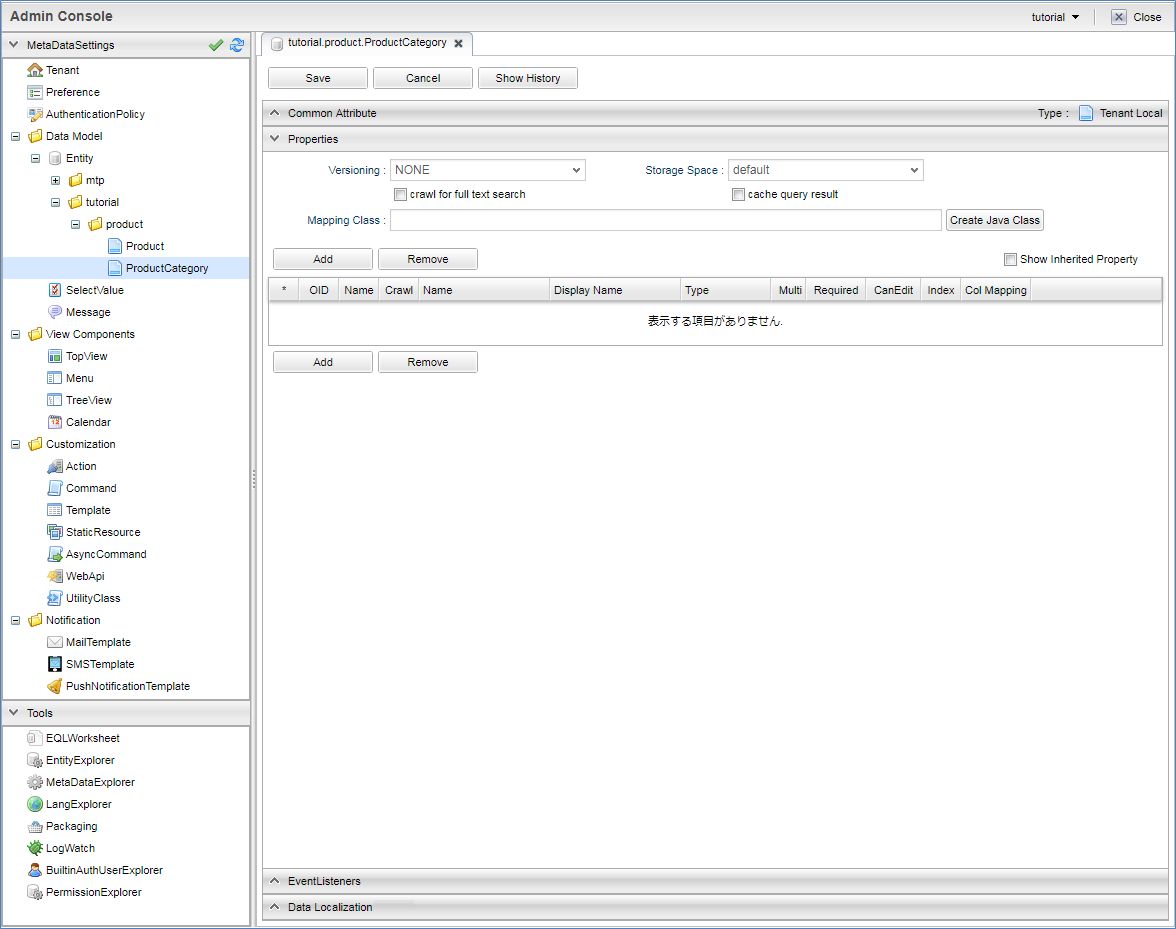 Admin Console
tutorial
Close
MetaDataSettings
Tenant
Preference
AuthenticationPolicy
Data Model
Entity
mtp
tutorial
product
Product
ProductCategory
SelectValue
Message
View Components
TopView
Menu
TreeView
Calendar
Customization
Action
Command
Template
StaticResource
AsyncCommand
WebApi
UtilityClass
Notification
MailTemplate
SMSTemplate
PushNotificationTemplate
Tools
EQLWorksheet
EntityExplorer
MetaDataExplorer
LangExplorer
Packaging
LogWatch
BuiltinAuthUserExplorer
PermissionExplorer
tutorial.product.ProductCategory
Save Cancel Show History
Common Attribute Type : Tenant Local
Properties
Versioning : NONE Storage Space : default
crawl for full text search cache query result
Mapping Class : Create Java Class
Add Remove Show Inherited Property
* OID Name Crawl Name Display Name Type Multi Required CanEdit Index Col Mapping
表示する項目がありません.
Add Remove
EventListeners
Data Localization